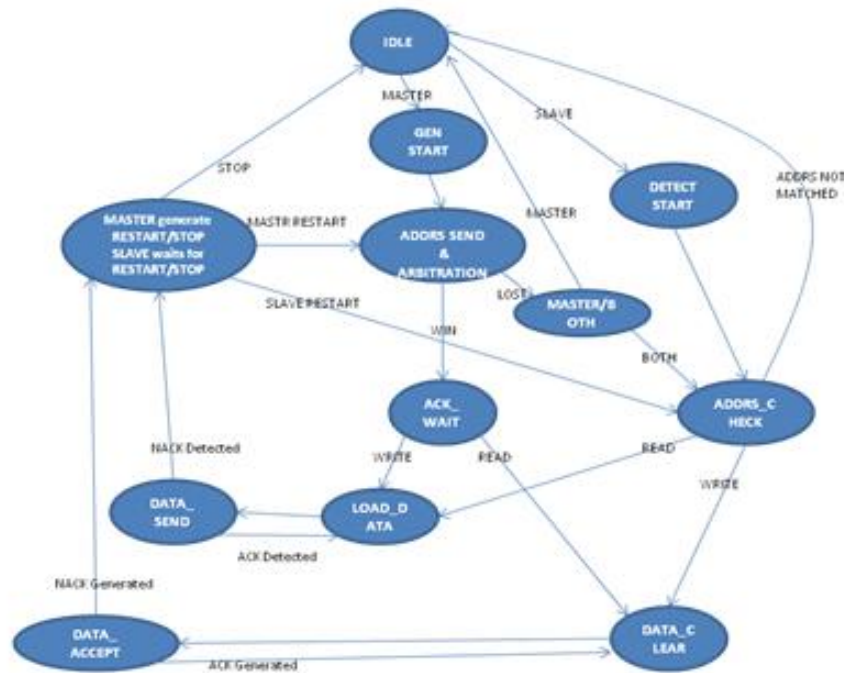 IDLE
MASTER
SLAVE
GEN
START
STOP
ADDRS NOT
MATCHED
DETECT
START
MASTER generate
RESTART/STOP
SLAVE waits for
RESTART/STOP
MASTR RESTART
ADDRS SEND
&
ARBITRATION
MASTER
LOST
MASTER/B
OTH
SLAVE RESTART
WIN
BOTH
ACK_
WAIT
ADDRS_C
HECK
NACK Detected
WRITE
READ
READ
WRITE
DATA_
SEND
LOAD_D
ATA
ACK Detected
NACK Generated
DATA_
ACCEPT
DATA_C
LEAR
ACK Generated